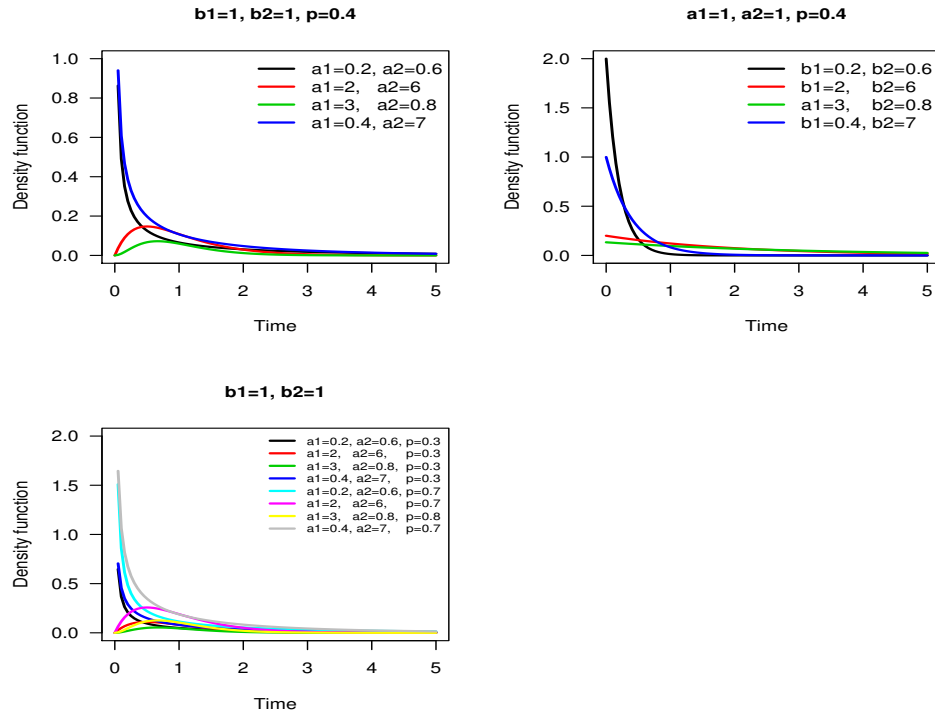 b1=1, b2=1, p=0.4
1.0
0.8
0.6
0.4
0.2
0.0
Density function
a1=0.2, a2=0.6
a1=2, a2=6
a1=3, a2=0.8
a1=0.4, a2=7
0 1 2 3 4 5
Time
a1=1, a2=1, p=0.4
2.0
1.5
1.0
0.5
0.0
Density function
b1=0.2, b2=0.6
b1=2, b2=6
a1=3, b2=0.8
b1=0.4, b2=7
0 1 2 3 4 5
Time
b1=1, b2=1
2.0
1.5
1.0
0.5
0.0
Density function
a1=0.2, a2=0.6, p=0.3
a1=2, a2=6, p=0.3
a1=3, a2=0.8, p=0.3
a1=0.4, a2=7, p=0.3
a1=0.2, a2=0.6, p=0.7
a1=2, a2=6, p=0.7
a1=3, a2=0.8, p=0.8
a1=0.4, a2=7, p=0.7
0 1 2 3 4 5
Time